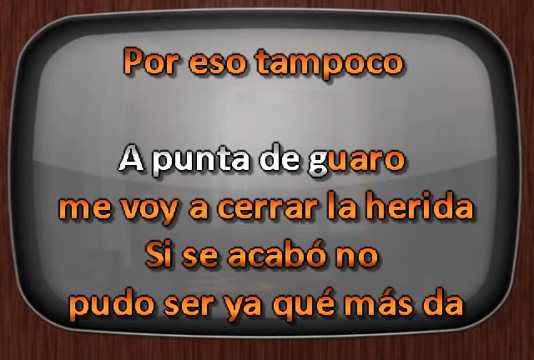 Por eso tampoco
A punta de guaro
me voy a cerrar la herida
Si se acabó no
pudo ser ya qué más da